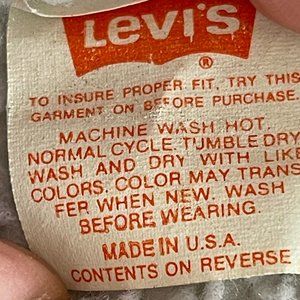 Levi's
®
TO INSURE PROPER FIT, TRY THIS
GARMENT ON BEFORE PURCHASE
MACHINE WASH HOT,
NORMAL CYCLE. TUMBLE DRY
WASH AND DRY WITH LIKE
COLORS. COLOR MAY TRANS
FER WHEN NEW. WASH
BEFORE WEARING.
MADE IN U.S.A.
CONTENTS ON REVERSE